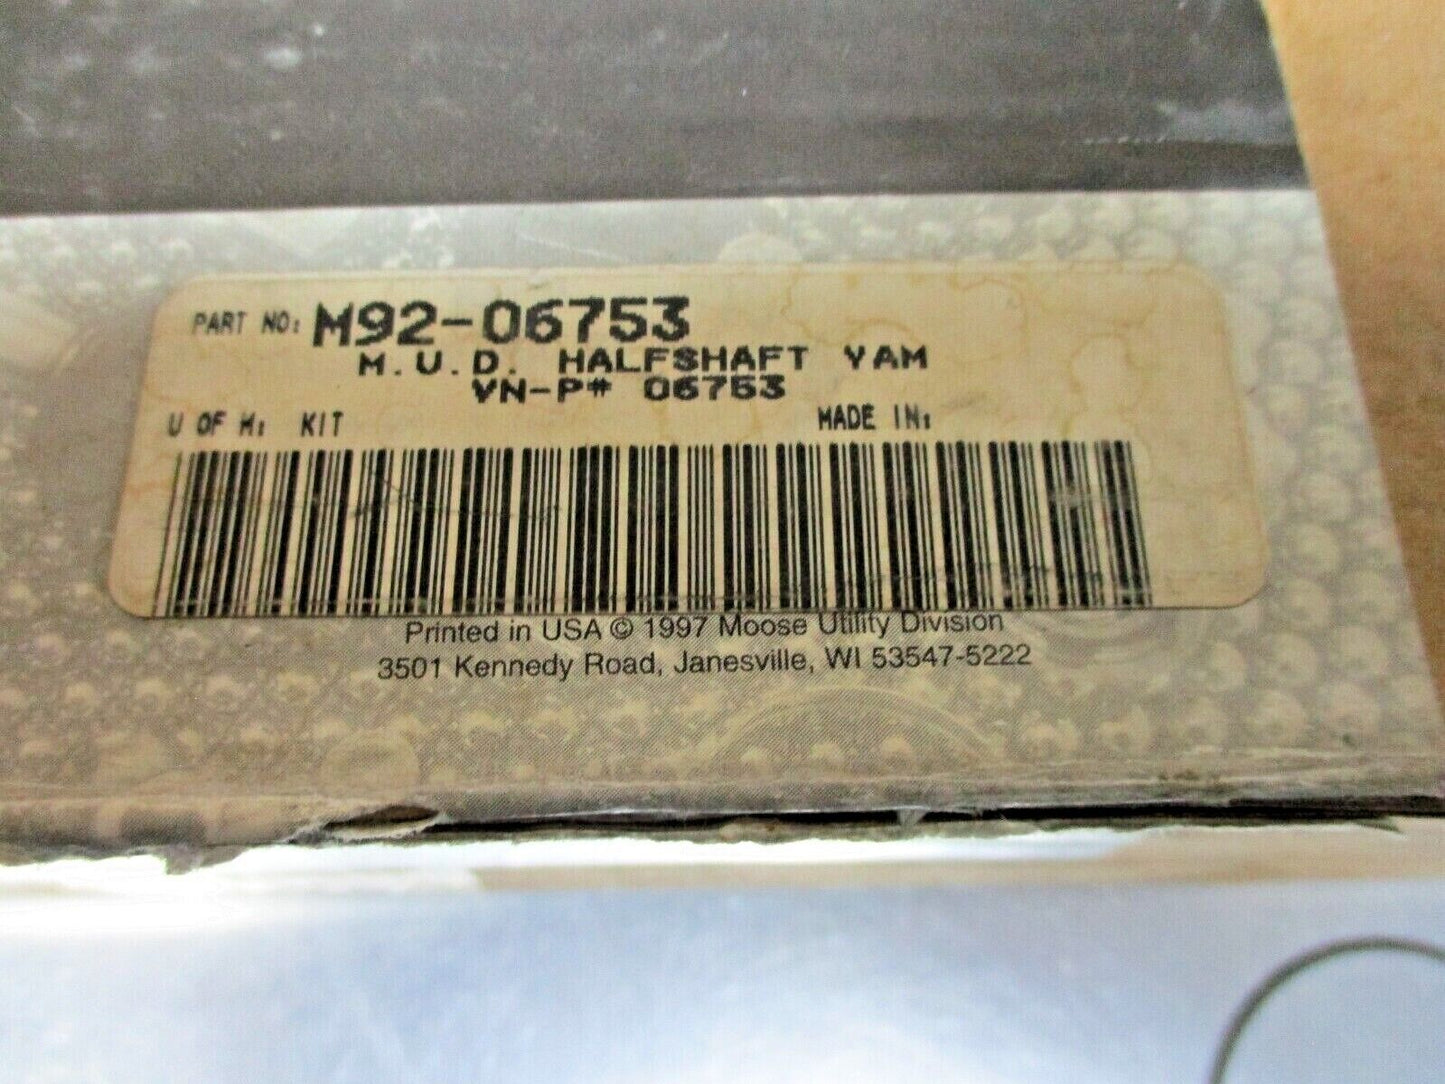 PART NO: M92-06753
M.U.D. HALFSHAFT YAM
VN-P# 06753
U OF M: KIT MADE IN:
Printed in USA © 1997 Moose Utility Division
3501 Kennedy Road, Janesville, WI 53547-5222